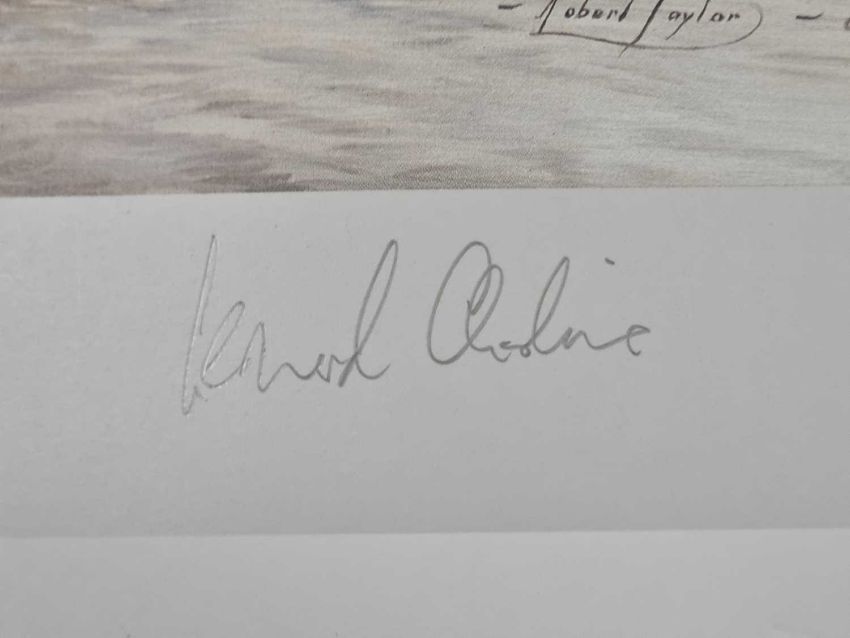 - Robert Taylor -
Leonard Cheshire